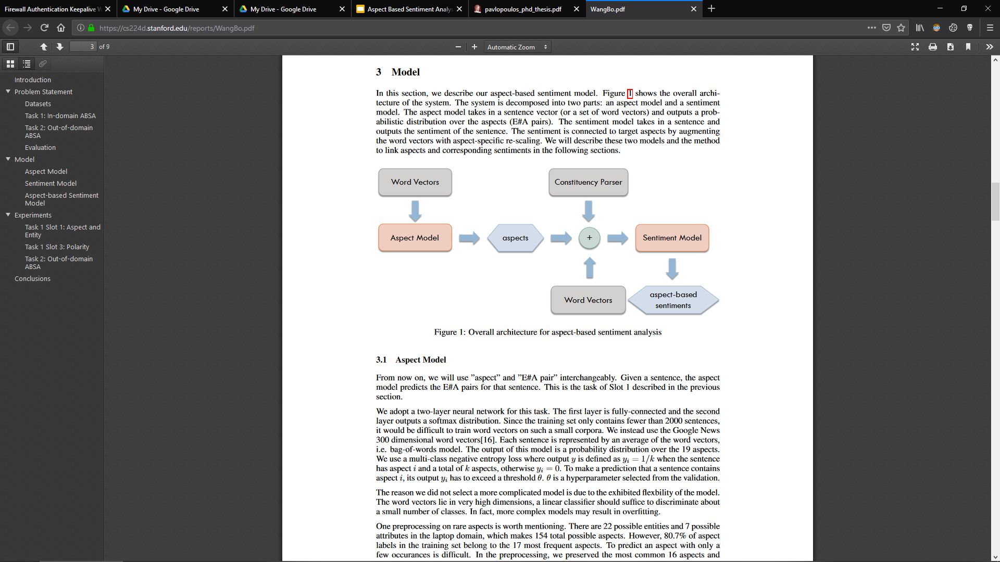 Firewall Authentication Keepalive W
My Drive - Google Drive
My Drive - Google Drive
Aspect Based Sentiment Analys
pavlopoulos_phd_thesis.pdf
WangBo.pdf
https://cs224d.stanford.edu/reports/WangBo.pdf
3 of 9
Automatic Zoom
Introduction
Problem Statement
Datasets
Task 1: In-domain ABSA
Task 2: Out-of-domain
ABSA
Evaluation
Model
Aspect Model
Sentiment Model
Aspect-based Sentiment
Model
Experiments
Task 1 Slot 1: Aspect and
Entity
Task 1 Slot 3: Polarity
Task 2: Out-of-domain
ABSA
Conclusions
3 Model
In this section, we describe our aspect-based sentiment model. Figure 1 shows the overall archi-
tecture of the system. The system is decomposed into two parts: an aspect model and a sentiment
model. The aspect model takes in a sentence vector (or a set of word vectors) and outputs a prob-
abilistic distribution over the aspects (E#A pairs). The sentiment model takes in a sentence and
outputs the sentiment of the sentence. The sentiment is connected to target aspects by augmenting
the word vectors with aspect-specific re-scaling. We will describe these two models and the method
to link aspects and corresponding sentiments in the following sections.
Word Vectors
Constituency Parser
Aspect Model
aspects
+
Sentiment Model
Word Vectors
aspect-based
sentiments
Figure 1: Overall architecture for aspect-based sentiment analysis
3.1 Aspect Model
From now on, we will use ”aspect” and ”E#A pair” interchangeably. Given a sentence, the aspect
model predicts the E#A pairs for that sentence. This is the task of Slot 1 described in the previous
section.
We adopt a two-layer neural network for this task. The first layer is fully-connected and the second
layer outputs a softmax distribution. Since the training set only contains fewer than 2000 sentences,
it would be difficult to train word vectors on such a small corpora. We instead use the Google News
300 dimensional word vectors[16]. Each sentence is represented by an average of the word vectors,
i.e. bag-of-words model. The output of this model is a probability distribution over the 19 aspects.
We use a multi-class negative entropy loss where output y is defined as yᵢ = 1/k when the sentence
has aspect i and a total of k aspects, otherwise yᵢ = 0. To make a prediction that a sentence contains
aspect i, its output yᵢ has to exceed a threshold θ. θ is a hyperparameter selected from the validation.
The reason we did not select a more complicated model is due to the exhibited flexbility of the model.
The word vectors lie in very high dimensions, a linear classifier should suffice to discriminate about
a small number of classes. In fact, more complex models may result in overfitting.
One preprocessing on rare aspects is worth mentioning. There are 22 possible entities and 7 possible
attributes in the laptop domain, which makes 154 total possible aspects. However, 80.7% of aspect
labels in the training set belong to the 17 most frequent aspects. To predict an aspect with only a
few occurances is difficult. In the preprocessing, we preserved the most common 16 aspects and